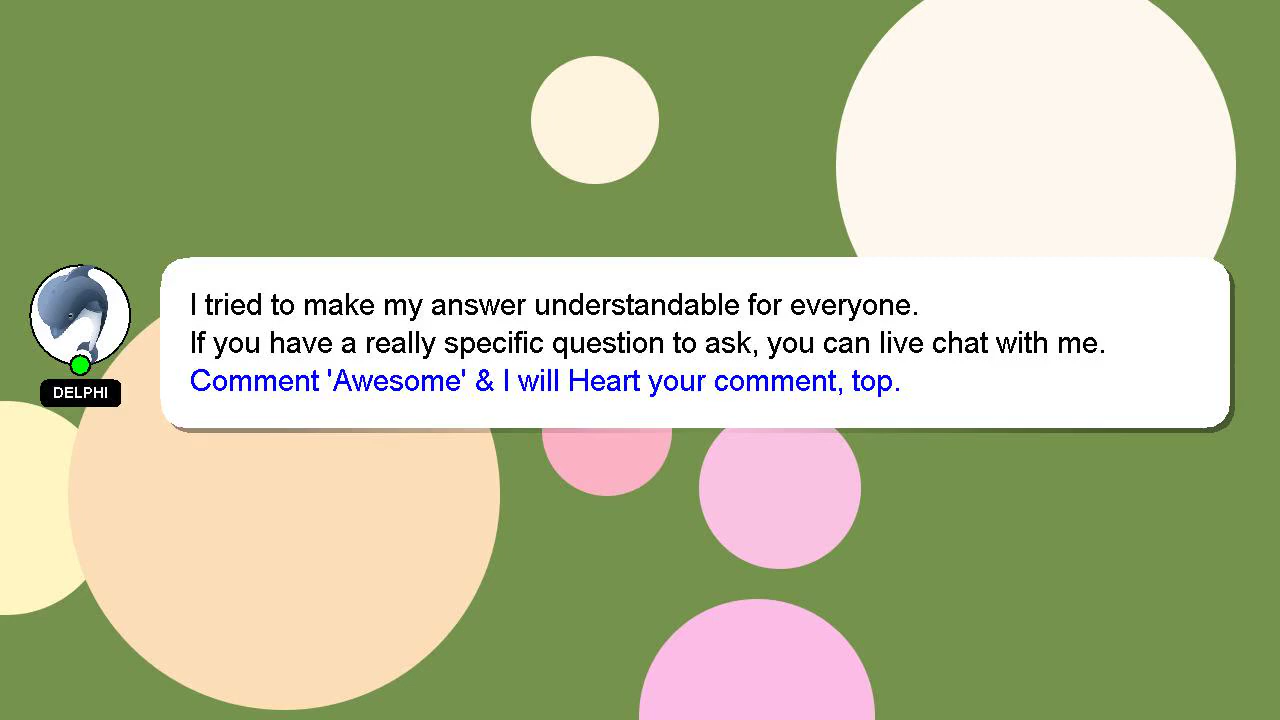 I tried to make my answer understandable for everyone.
If you have a really specific question to ask, you can live chat with me.
Comment 'Awesome' & I will Heart your comment, top.
DELPHI